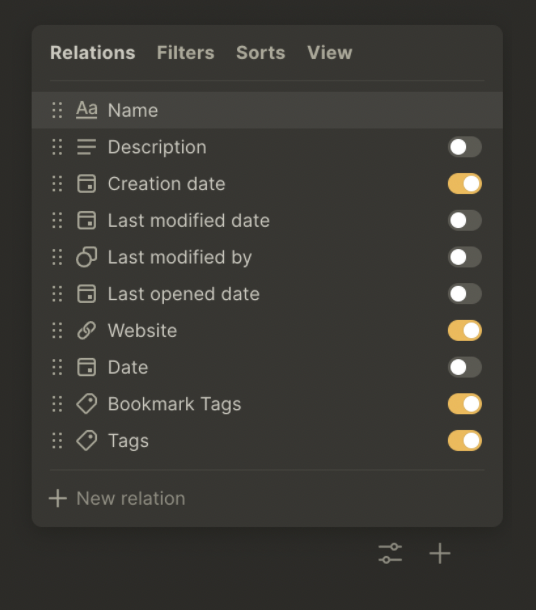 Relations Filters Sorts View
Aa Name
Description
Creation date
Last modified date
Last modified by
Last opened date
Website
Date
Bookmark Tags
Tags
New relation